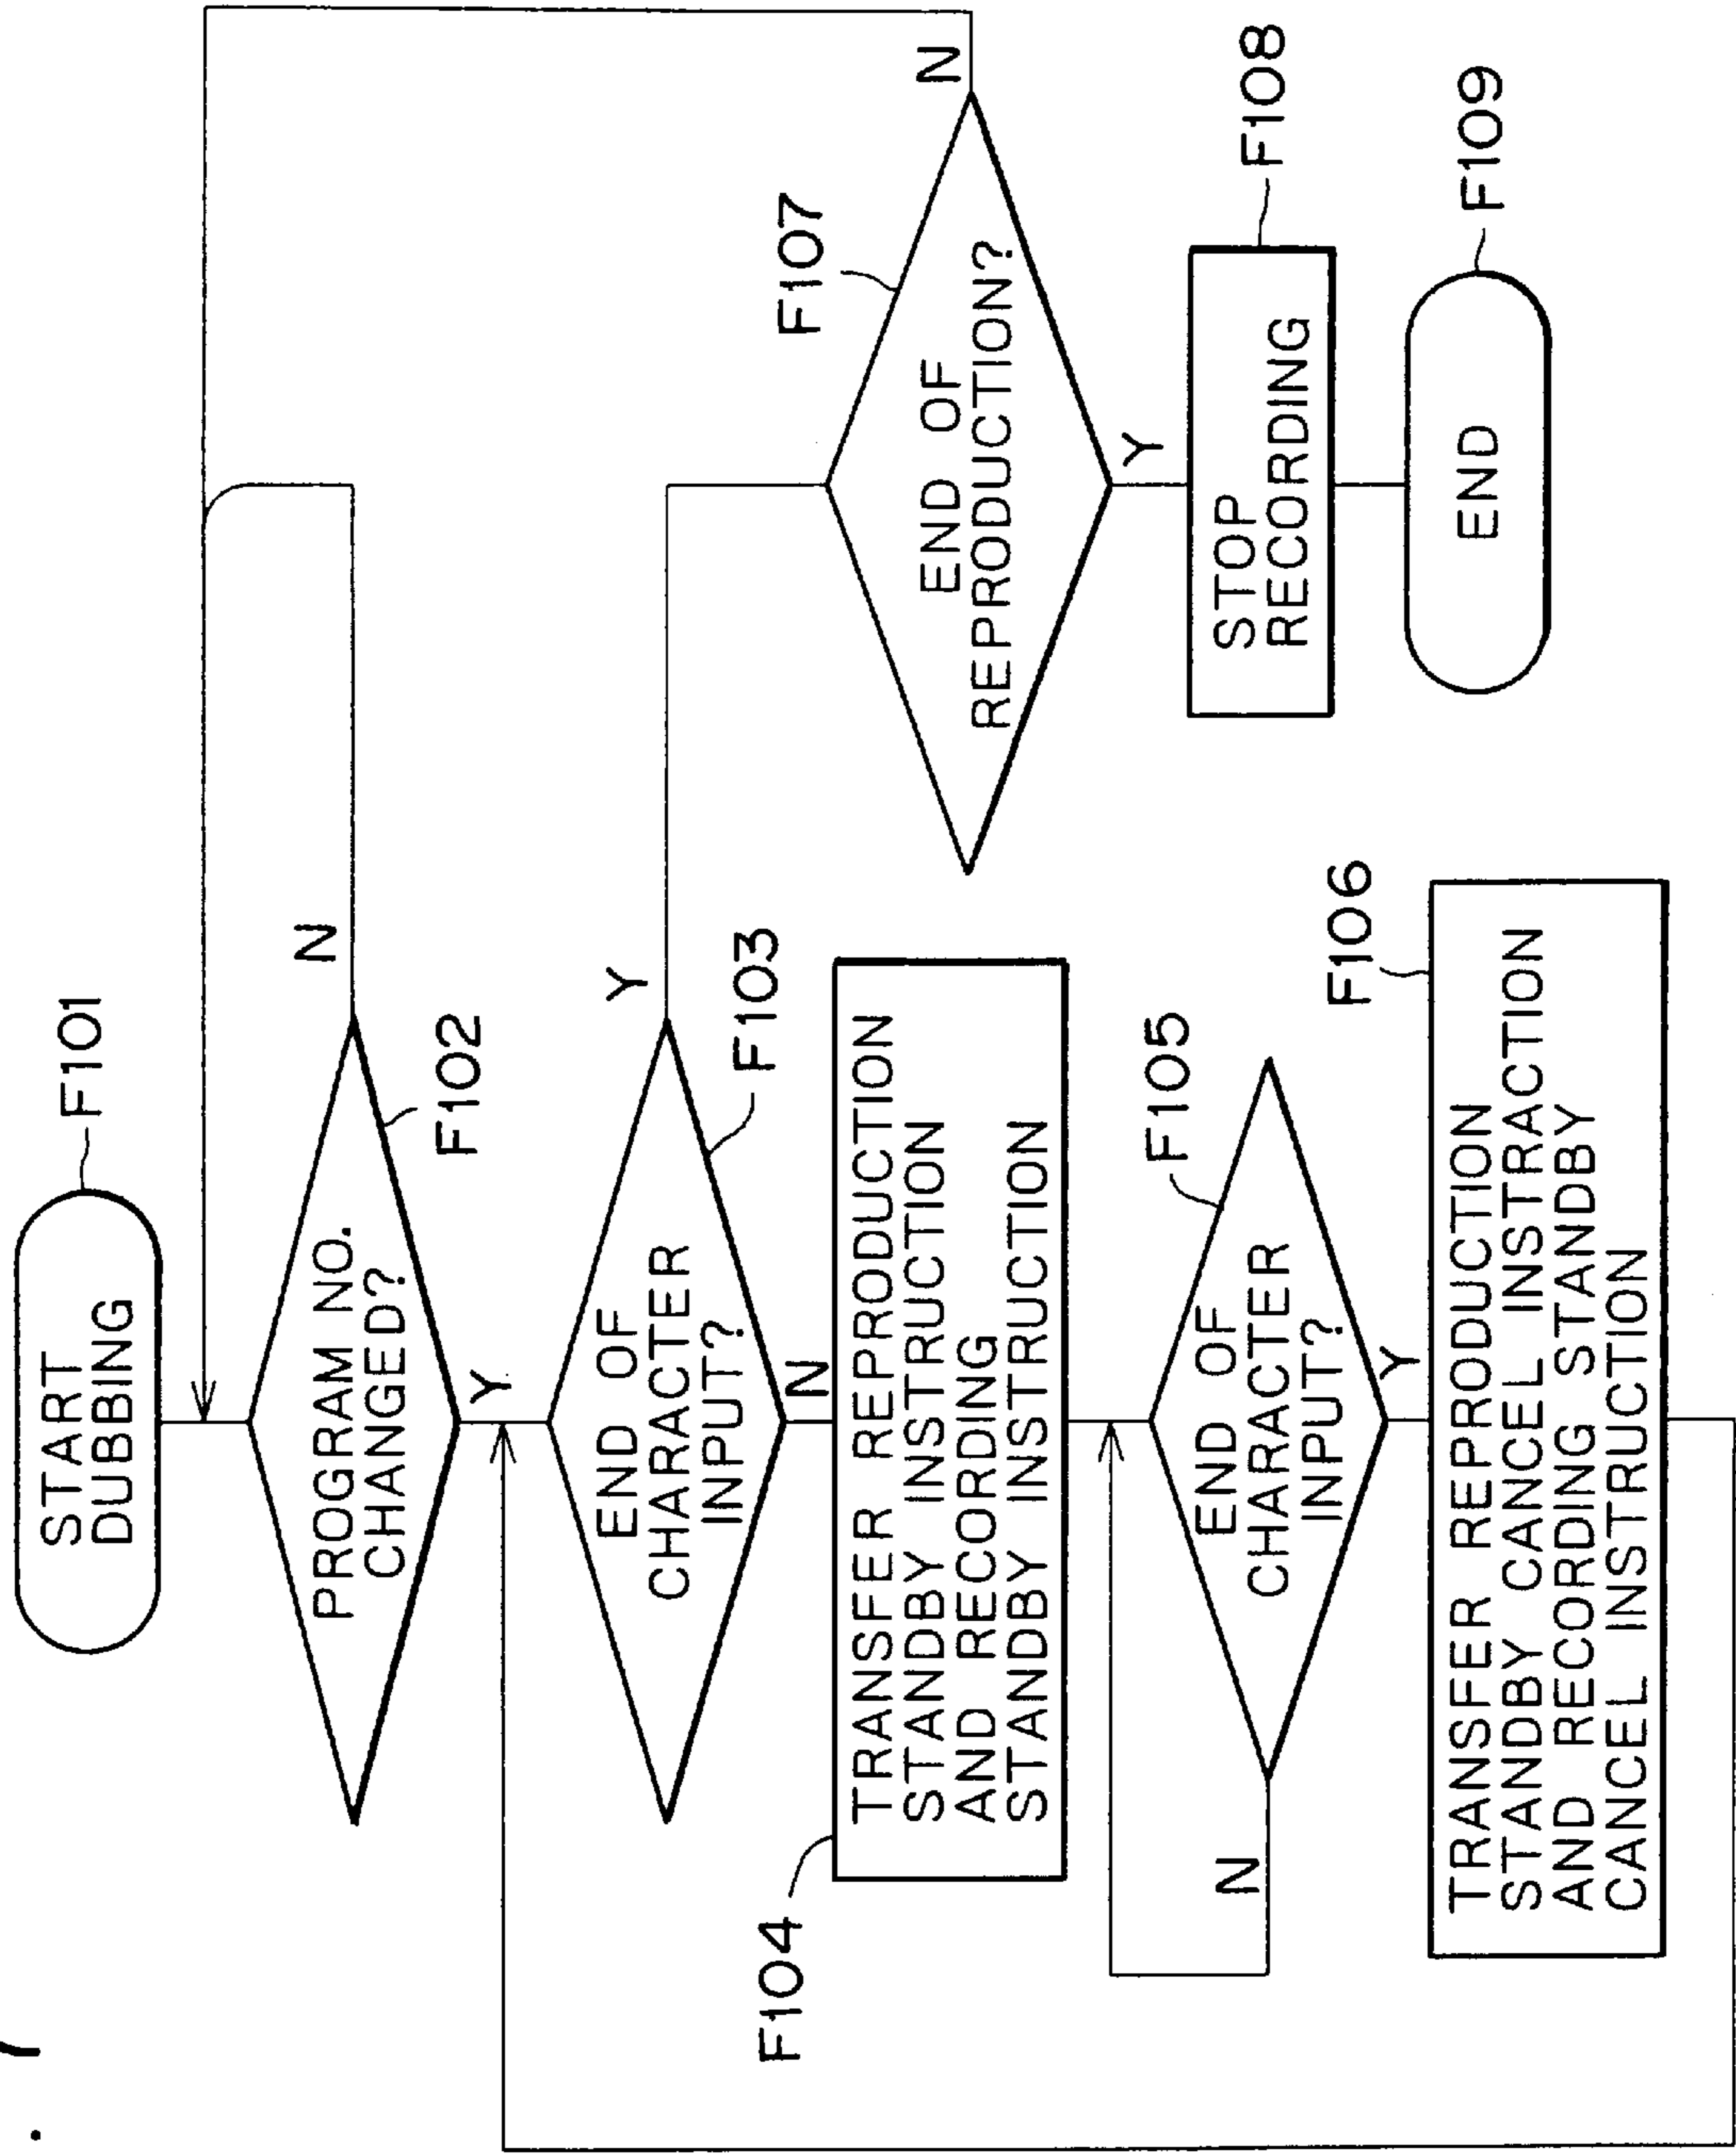 START
DUBBING
F101
PROGRAM NO.
CHANGED?
F102
N
Y
END OF
CHARACTER
INPUT?
F103
Y
N
F104
TRANSFER REPRODUCTION
STANDBY INSTRUCTION
AND RECORDING
STANDBY INSTRUCTION
END OF
CHARACTER
INPUT?
F105
N
Y
F106
TRANSFER REPRODUCTION
STANDBY CANCEL INSTRACTION
AND RECORDING STANDBY
CANCEL INSTRUCTION
F107
END OF
REPRODUCTION?
N
Y
STOP
RECORDING
F108
END
F109